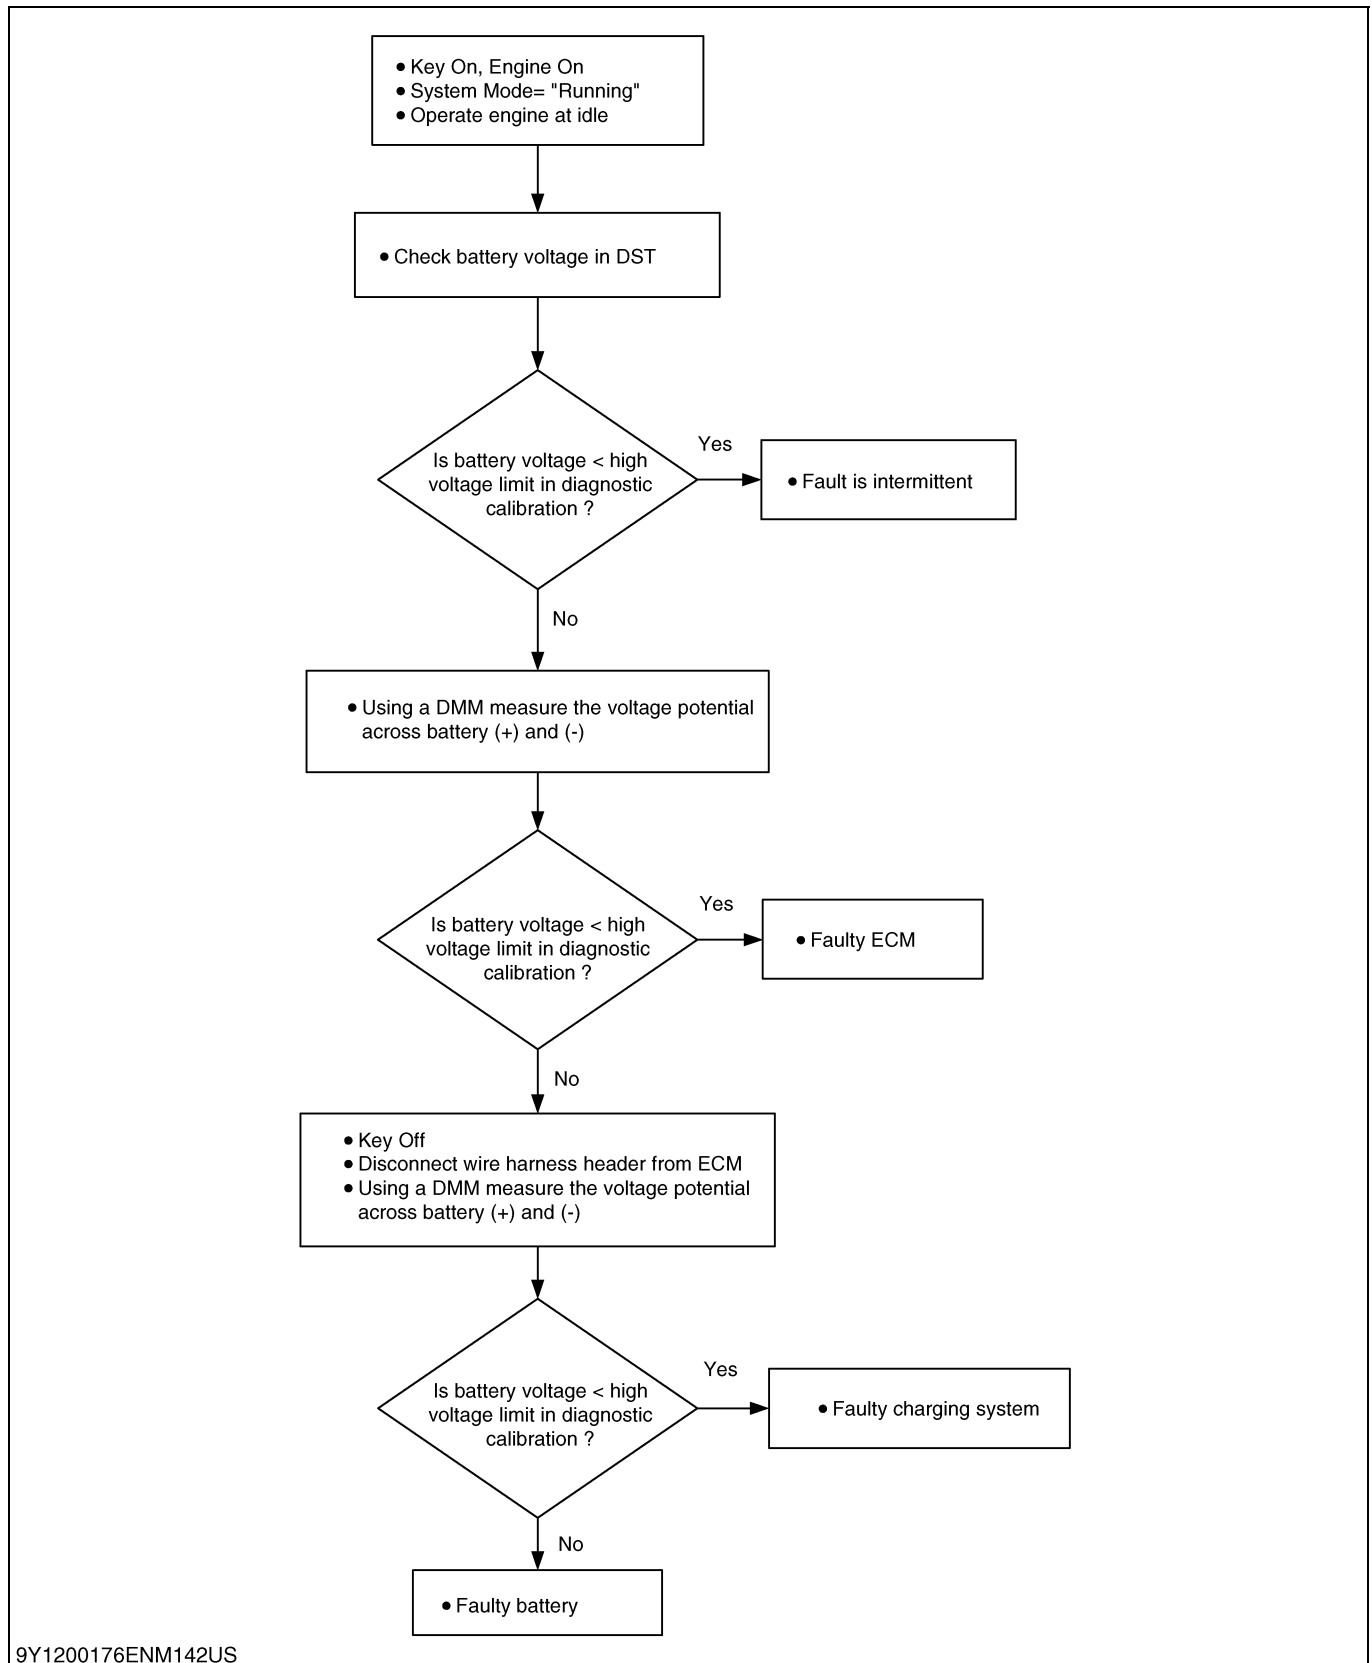 ● Key On, Engine On
● System Mode= "Running"
● Operate engine at idle
● Check battery voltage in DST
Is battery voltage < high
voltage limit in diagnostic
calibration ?
Yes
● Fault is intermittent
No
● Using a DMM measure the voltage potential
across battery (+) and (-)
Is battery voltage < high
voltage limit in diagnostic
calibration ?
Yes
● Faulty ECM
No
● Key Off
● Disconnect wire harness header from ECM
● Using a DMM measure the voltage potential
across battery (+) and (-)
Is battery voltage < high
voltage limit in diagnostic
calibration ?
Yes
● Faulty charging system
No
● Faulty battery
9Y1200176ENM142US